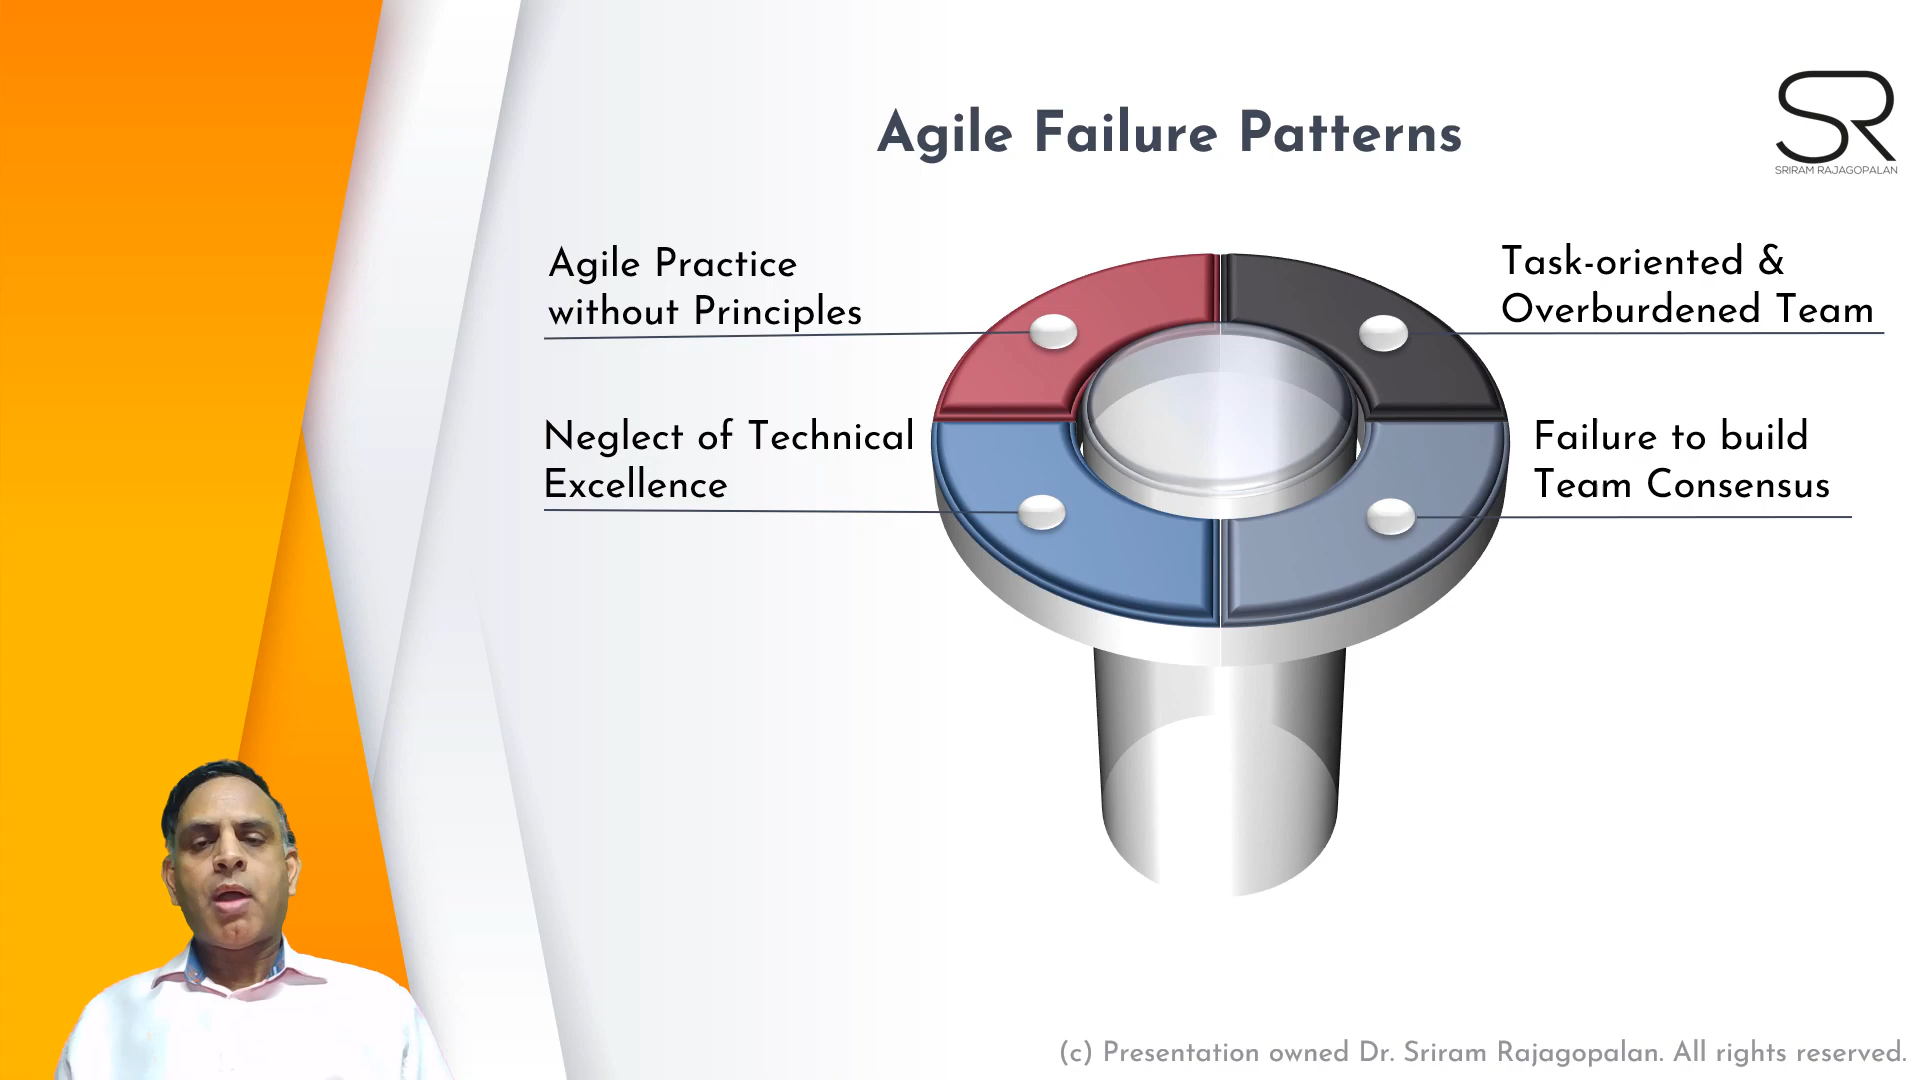 Agile Failure Patterns
SR
SRIRAM RAJAGOPALAN
Agile Practice
without Principles
Task-oriented &
Overburdened Team
Neglect of Technical
Excellence
Failure to build
Team Consensus
(c) Presentation owned Dr. Sriram Rajagopalan. All rights reserved.